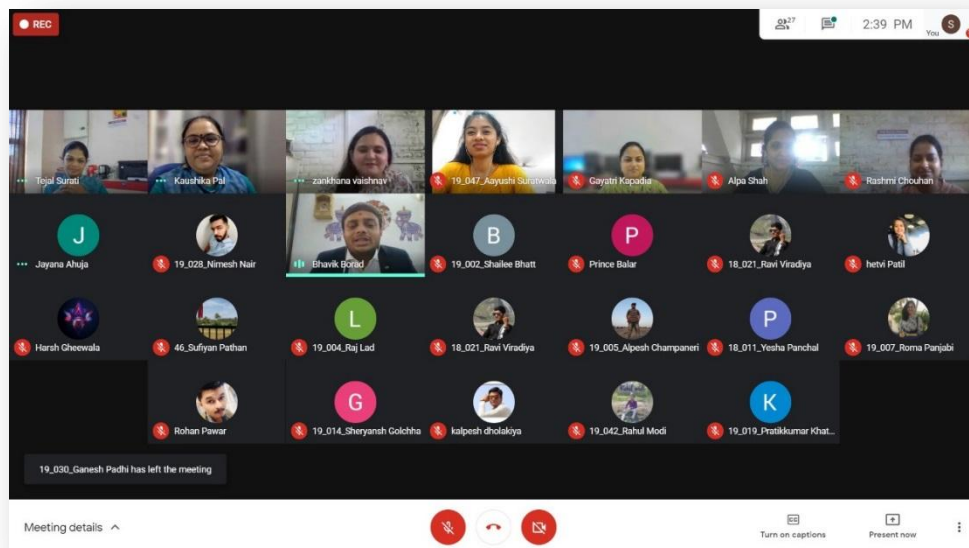 REC
27
2:39 PM
You
S
Tejal Surati
Kaushika Pal
zankhana vaishnav
19_047_Aayushi Suratwala
Gayatri Kapadia
Alpa Shah
Rashmi Chouhan
J
Jayana Ahuja
19_028_Nimesh Nair
Bhavik Borad
B
19_002_Shailee Bhatt
P
Prince Balar
18_021_Ravi Viradiya
hetvi Patil
Harsh Gheewala
46_Sufiyan Pathan
L
19_004_Raj Lad
18_021_Ravi Viradiya
19_005_Alpesh Champaneri
P
18_011_Yesha Panchal
19_007_Roma Panjabi
Rohan Pawar
G
19_014_Sheryansh Golchha
kalpesh dholakiya
19_042_Rahul Modi
K
19_019_Pratikkumar Khat...
19_030_Ganesh Padhi has left the meeting
Meeting details
CC
Turn on captions
Present now